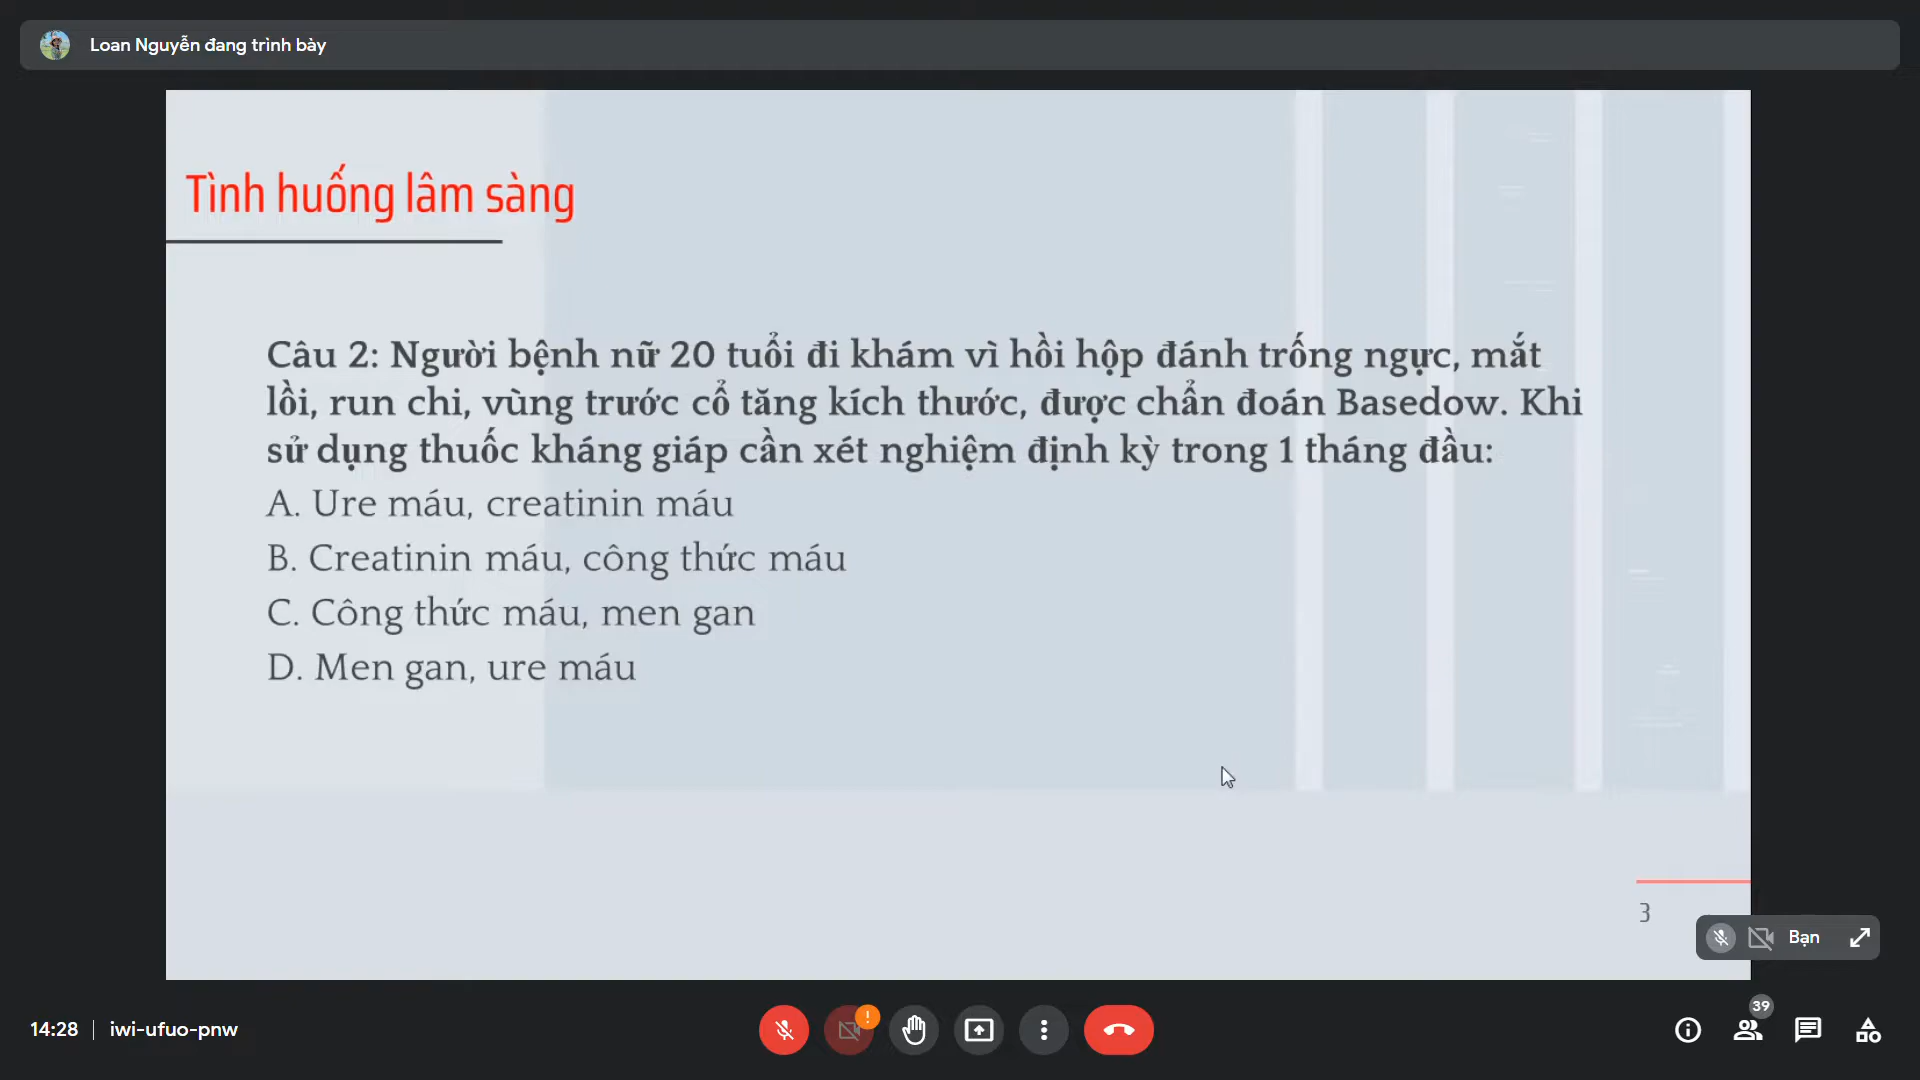 Loan Nguyễn đang trình bày
Tình huống lâm sàng
Câu 2: Người bệnh nữ 20 tuổi đi khám vì hồi hộp đánh trống ngực, mắt
lồi, run chi, vùng trước cổ tăng kích thước, được chẩn đoán Basedow. Khi
sử dụng thuốc kháng giáp cần xét nghiệm định kỳ trong 1 tháng đầu:
A. Ure máu, creatinin máu
B. Creatinin máu, công thức máu
C. Công thức máu, men gan
D. Men gan, ure máu
3
Bạn
14:28 | iwi-ufuo-pnw
!
39